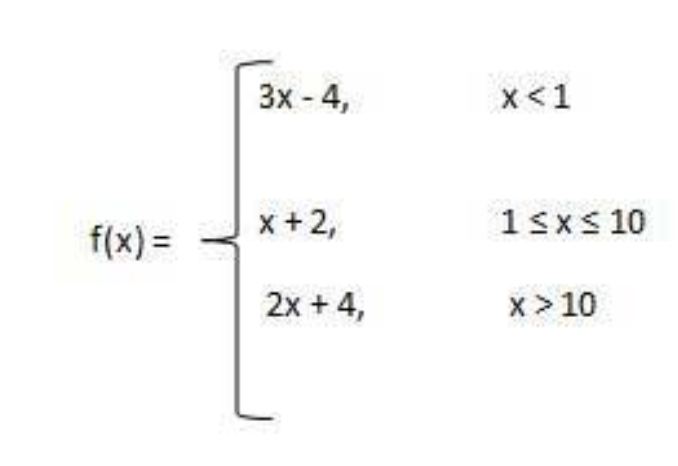 3x - 4, x < 1
f(x) = x + 2, 1 ≤ x ≤ 10
2x + 4, x > 10